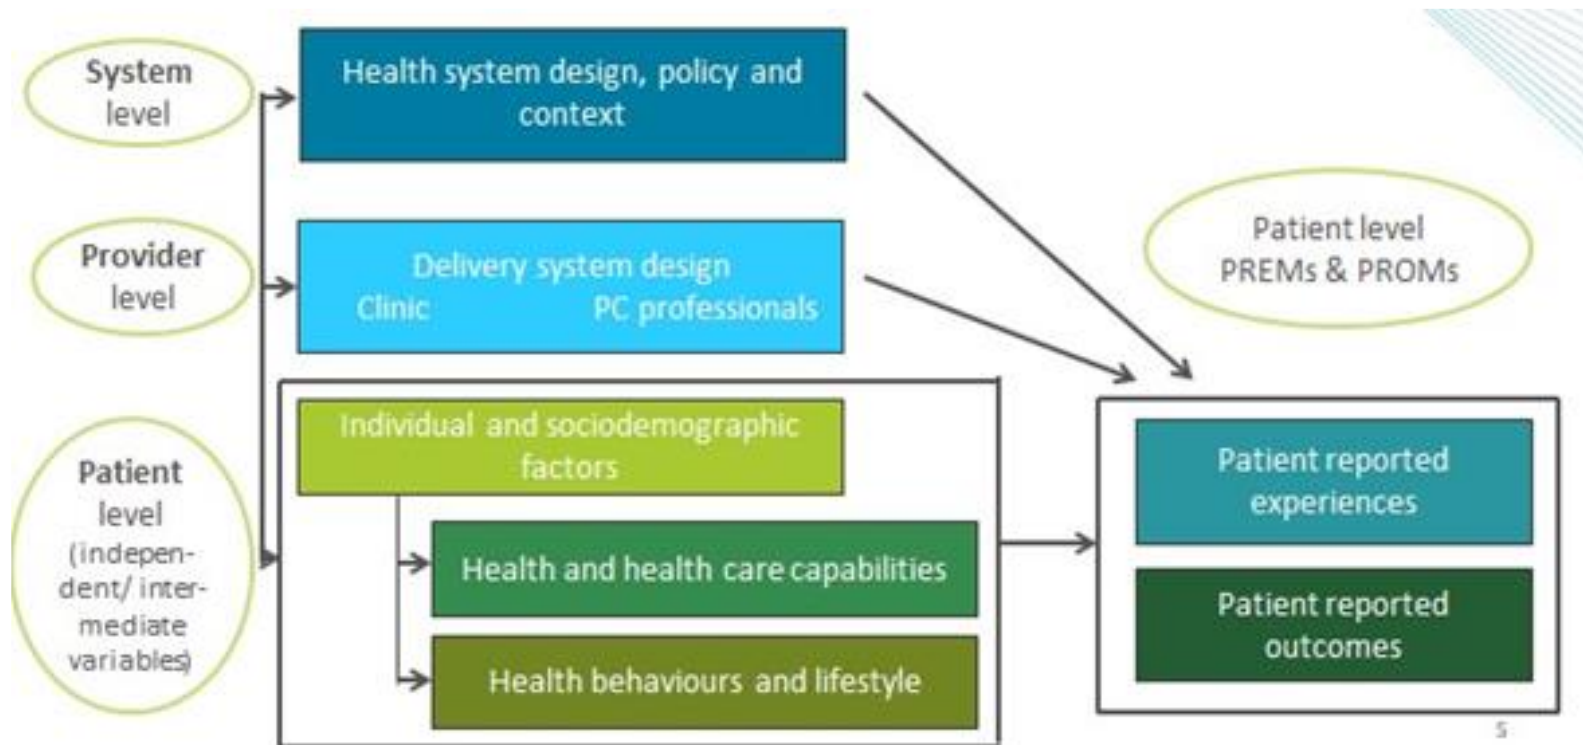 System
level
Health system design, policy and
context
Provider
level
Delivery system design
Clinic PC professionals
Patient level
PREMs & PROMs
Patient
level
(indepen-
dent/ inter-
mediate
variables)
Individual and sociodemographic
factors
Health and health care capabilities
Health behaviours and lifestyle
Patient reported
experiences
Patient reported
outcomes
5